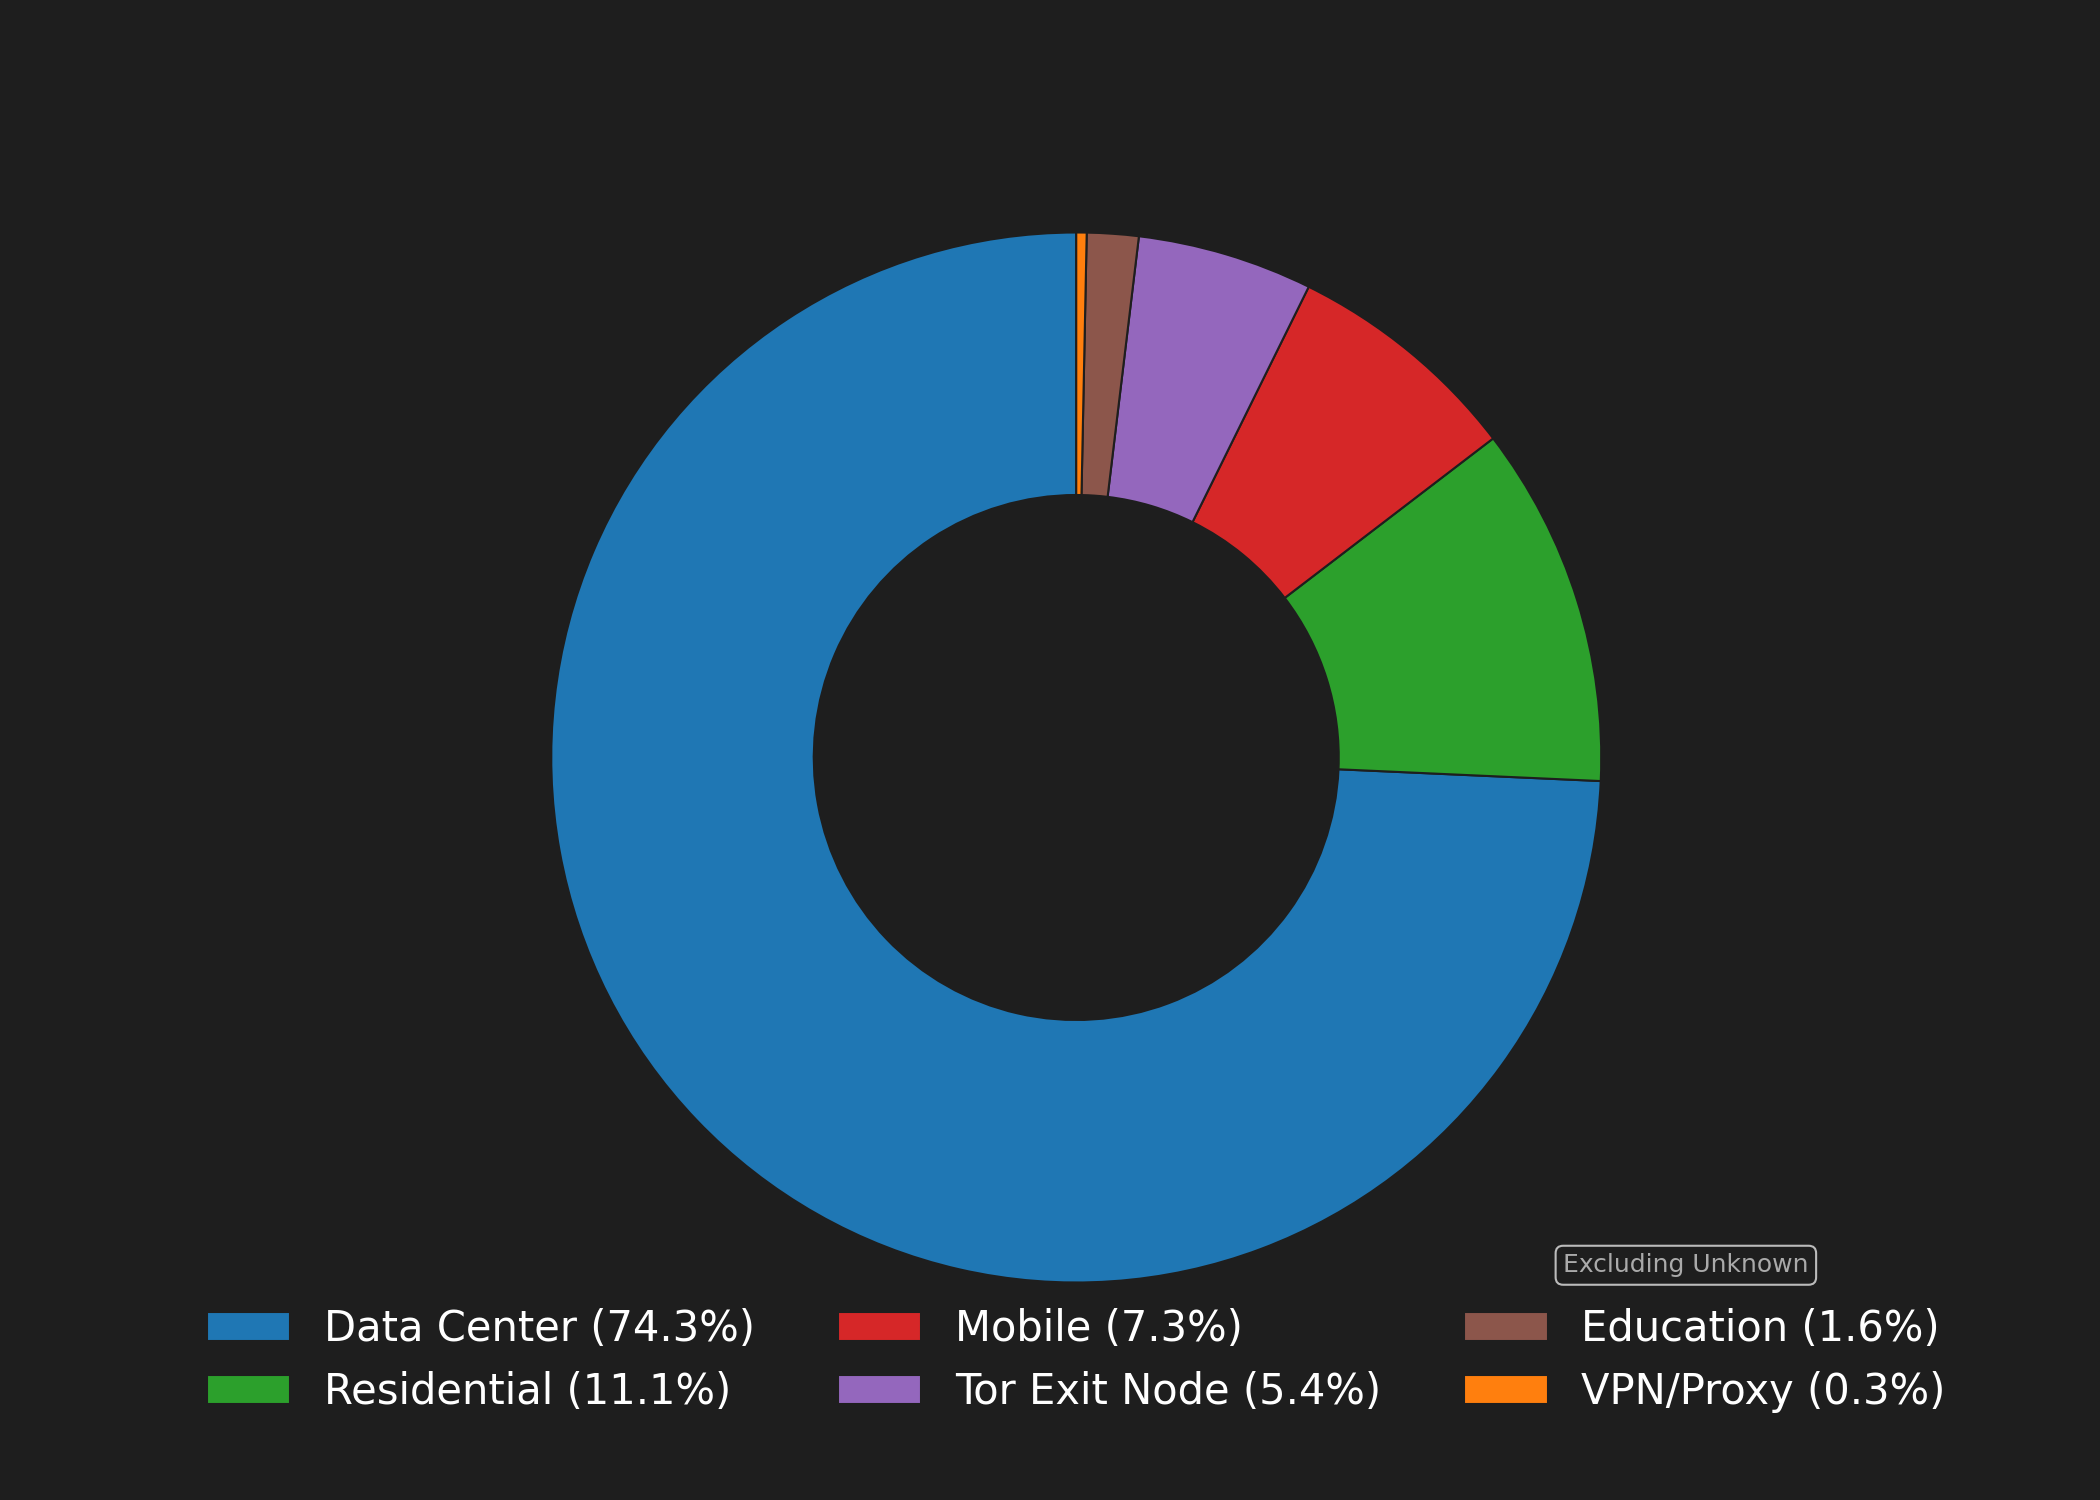 Excluding Unknown
Data Center (74.3%)
Residential (11.1%)
Mobile (7.3%)
Tor Exit Node (5.4%)
Education (1.6%)
VPN/Proxy (0.3%)